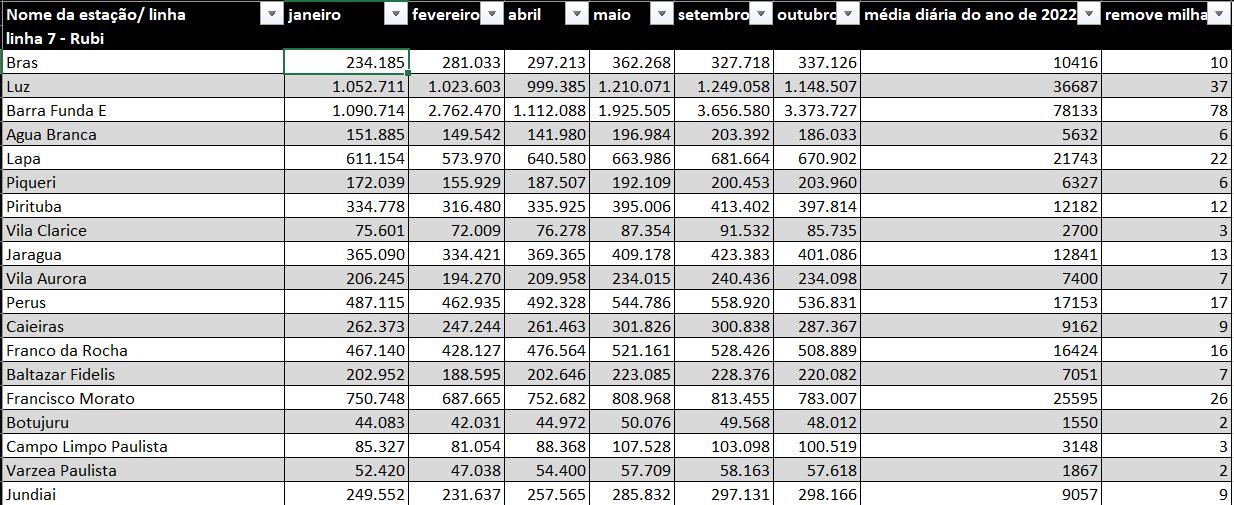 Nome da estação/ linha janeiro fevereiro abril maio setembro outubro média diária do ano de 2022 remove milha
linha 7 - Rubi
Bras 234.185 281.033 297.213 362.268 327.718 337.126 10416 10
Luz 1.052.711 1.023.603 999.385 1.210.071 1.249.058 1.148.507 36687 37
Barra Funda E 1.090.714 2.762.470 1.112.088 1.925.505 3.656.580 3.373.727 78133 78
Agua Branca 151.885 149.542 141.980 196.984 203.392 186.033 5632 6
Lapa 611.154 573.970 640.580 663.986 681.664 670.902 21743 22
Piqueri 172.039 155.929 187.507 192.109 200.453 203.960 6327 6
Pirituba 334.778 316.480 335.925 395.006 413.402 397.814 12182 12
Vila Clarice 75.601 72.009 76.278 87.354 91.532 85.735 2700 3
Jaragua 365.090 334.421 369.365 409.178 423.383 401.086 12841 13
Vila Aurora 206.245 194.270 209.958 234.015 240.436 234.098 7400 7
Perus 487.115 462.935 492.328 544.786 558.920 536.831 17153 17
Caieiras 262.373 247.244 261.463 301.826 300.838 287.367 9162 9
Franco da Rocha 467.140 428.127 476.564 521.161 528.426 508.889 16424 16
Baltazar Fidelis 202.952 188.595 202.646 223.085 228.376 220.082 7051 7
Francisco Morato 750.748 687.665 752.682 808.968 813.455 783.007 25595 26
Botujuru 44.083 42.031 44.972 50.076 49.568 48.012 1550 2
Campo Limpo Paulista 85.327 81.054 88.368 107.528 103.098 100.519 3148 3
Varzea Paulista 52.420 47.038 54.400 57.709 58.163 57.618 1867 2
Jundiai 249.552 231.637 257.565 285.832 297.131 298.166 9057 9